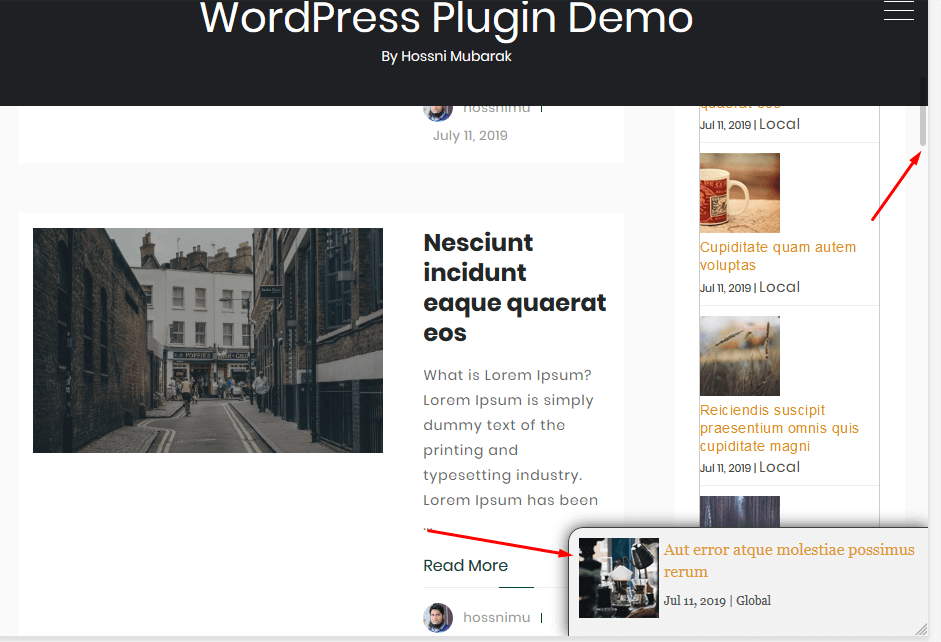 WordPress Plugin Demo
By Hossni Mubarak
hossnimu |
July 11, 2019
Nesciunt
incidunt
eaque quaerat
eos
What is Lorem Ipsum?
Lorem Ipsum is simply
dummy text of the
printing and
typesetting industry.
Lorem Ipsum has been
...
Read More
hossnimu |
quaerat eos
Jul 11, 2019 | Local
Cupiditate quam autem
voluptas
Jul 11, 2019 | Local
Reiciendis suscipit
praesentium omnis quis
cupiditate magni
Jul 11, 2019 | Local
Aut error atque molestiae possimus
rerum
Jul 11, 2019 | Global